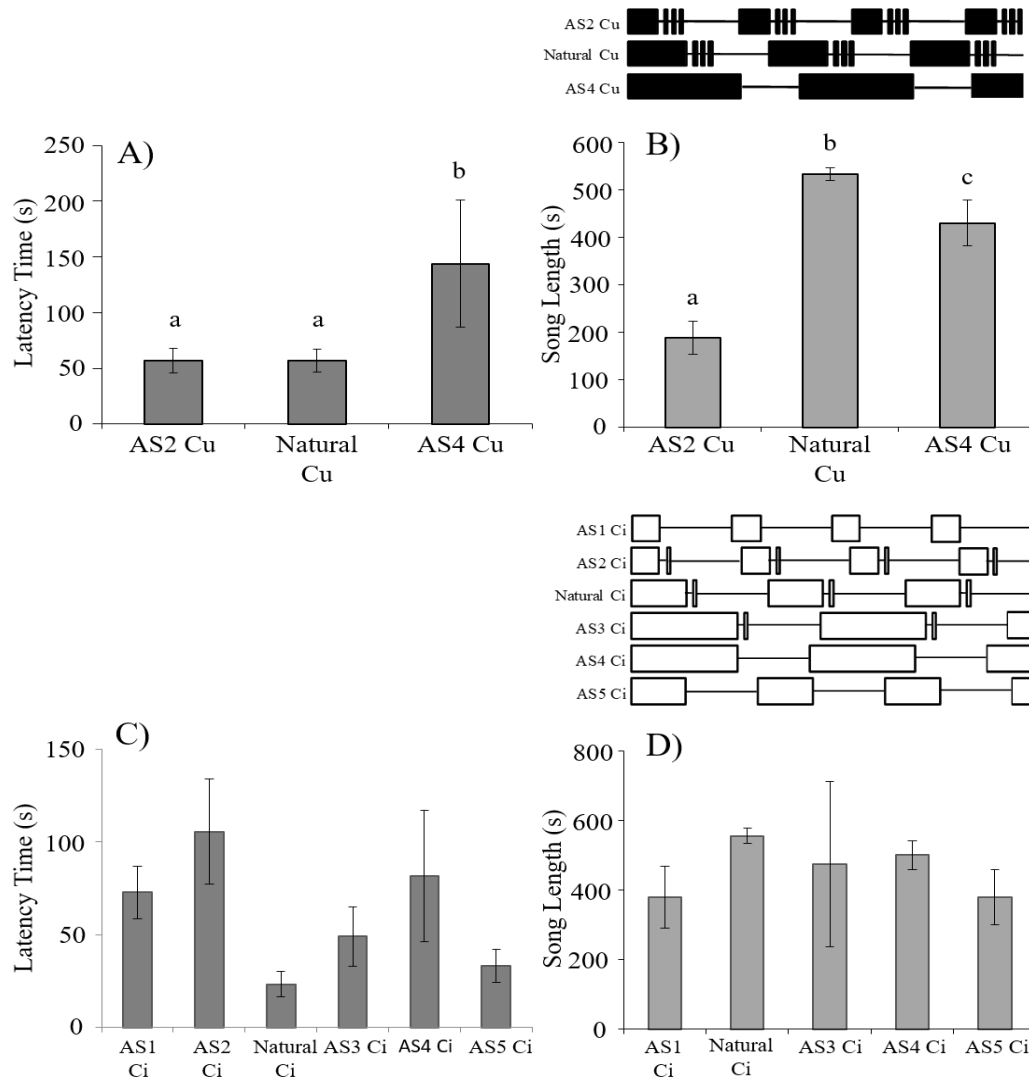 AS2 Cu
Natural Cu
AS4 Cu
A)
Latency Time (s)
250
200
150
100
50
0
a
a
b
AS2 Cu
Natural
Cu
AS4 Cu
B)
Song Length (s)
600
500
400
300
200
100
0
a
b
c
AS2 Cu
Natural
Cu
AS4 Cu
AS1 Ci
AS2 Ci
Natural Ci
AS3 Ci
AS4 Ci
AS5 Ci
C)
Latency Time (s)
150
100
50
0
AS1
Ci
AS2
Ci
Natural
Ci
AS3 Ci
AS4 Ci
AS5 Ci
D)
Song Length (s)
800
600
400
200
0
AS1
Ci
Natural
Ci
AS3 Ci
AS4 Ci
AS5 Ci